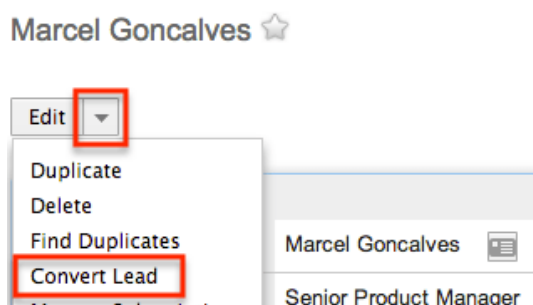 Marcel Goncalves
Edit
Duplicate
Delete
Find Duplicates
Marcel Goncalves
Convert Lead
Senior Product Manager